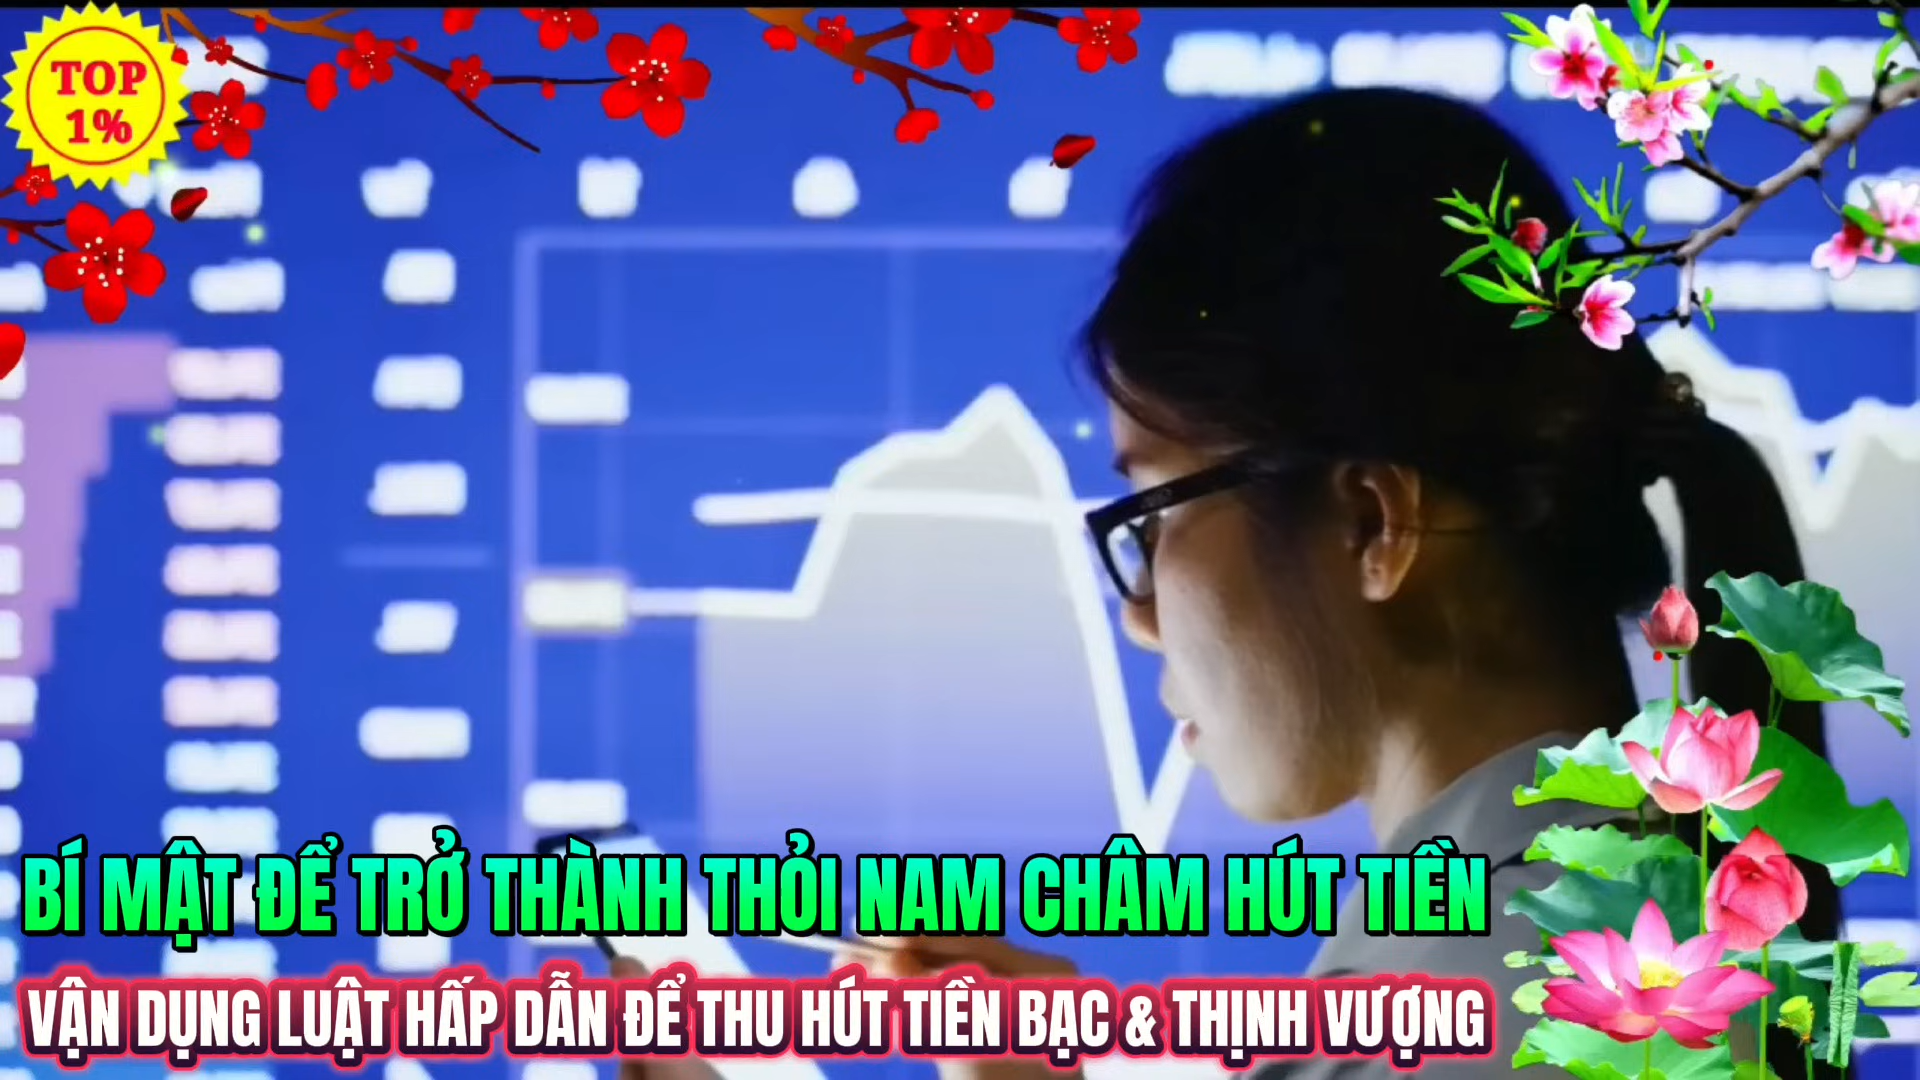 TOP
1%
BÍ MẬT ĐỂ TRỞ THÀNH THỎI NAM CHÂM HÚT TIỀN
VẬN DỤNG LUẬT HẤP DẪN ĐỂ THU HÚT TIỀN BẠC & THỊNH VƯỢNG